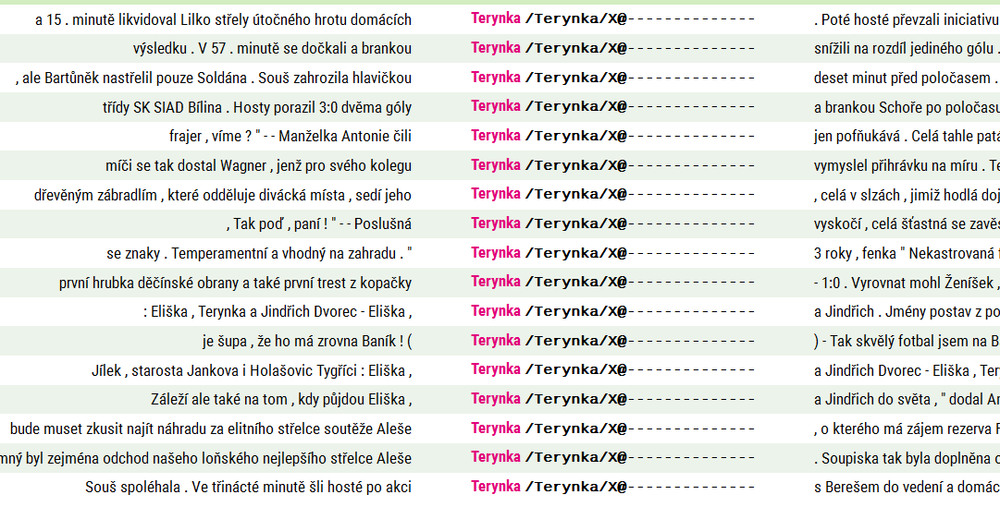 a 15 . minutě likvidoval Lilko střely útočného hrotu domácích Terynka /Terynka/X@-------------- . Poté hosté převzali iniciativu
výsledku . V 57 . minutě se dočkali a brankou Terynka /Terynka/X@-------------- snížili na rozdíl jediného gólu .
, ale Bartůněk nastřelil pouze Soldána . Souš zahrozila hlavičkou Terynka /Terynka/X@-------------- deset minut před poločasem .
třídy SK SIAD Bílina . Hosty porazil 3:0 dvěma góly Terynka /Terynka/X@-------------- a brankou Schoře po poločasu
frajer , víme ? " - - Manželka Antonie čili Terynka /Terynka/X@-------------- jen pofňukává . Celá tahle patá
míči se tak dostal Wagner , jenž pro svého kolegu Terynka /Terynka/X@-------------- vymyslel přihrávku na míru . Te
dřevěným zábradlím , které odděluje divácká místa , sedí jeho Terynka /Terynka/X@-------------- , celá v slzách , jimiž hodlá doj
, Tak poď , paní ! " - - Poslušná Terynka /Terynka/X@-------------- vyskočí , celá šťastná se zavěs
se znaky . Temperamentní a vhodný na zahradu . " Terynka /Terynka/X@-------------- 3 roky , fenka " Nekastrovaná
první hrubka děčínské obrany a také první trest z kopačky Terynka /Terynka/X@-------------- - 1:0 . Vyrovnat mohl Ženíšek ,
: Eliška , Terynka a Jindřich Dvorec - Eliška , Terynka /Terynka/X@-------------- a Jindřich . Jmény postav z po
je šupa , že ho má zrovna Baník ! ( Terynka /Terynka/X@-------------- ) - Tak skvělý fotbal jsem na B
Jílek , starosta Jankova i Holašovic Tygříci : Eliška , Terynka /Terynka/X@-------------- a Jindřich Dvorec - Eliška , Ter
Záleží ale také na tom , kdy půjdou Eliška , Terynka /Terynka/X@-------------- a Jindřich do světa , " dodal
bude muset zkusit najít náhradu za elitního střelce soutěže Aleše Terynka /Terynka/X@-------------- , o kterého má zájem rezerva
mný byl zejména odchod našeho loňského nejlepšího střelce Aleše Terynka /Terynka/X@-------------- . Soupiska tak byla doplněna
Souš spoléhala . Ve třinácté minutě šli hosté po akci Terynka /Terynka/X@-------------- s Berešem do vedení a domác